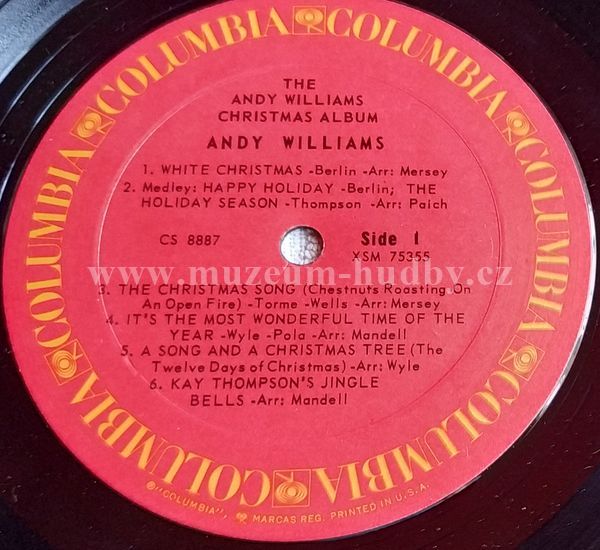 COLUMBIA COLUMBIA COLUMBIA COLUMBIA COLUMBIA COLUMBIA
THE
ANDY WILLIAMS
CHRISTMAS ALBUM
ANDY WILLIAMS
1. WHITE CHRISTMAS -Berlin -Arr: Mersey
2. Medley: HAPPY HOLIDAY -Berlin; THE
HOLIDAY SEASON -Thompson -Arr: Paich
CS 8887
Side 1
XSM 75355
www.muzeum-hudby.cz
3. THE CHRISTMAS SONG (Chestnuts Roasting On
An Open Fire) -Torme -Wells -Arr: Mersey
4. IT'S THE MOST WONDERFUL TIME OF THE
YEAR -Wyle -Pola -Arr: Mandell
5. A SONG AND A CHRISTMAS TREE (The
Twelve Days of Christmas) -Arr: Wyle
6. KAY THOMPSON'S JINGLE
BELLS -Arr: Mandell
® "COLUMBIA", MARCAS REG. PRINTED IN U.S.A.